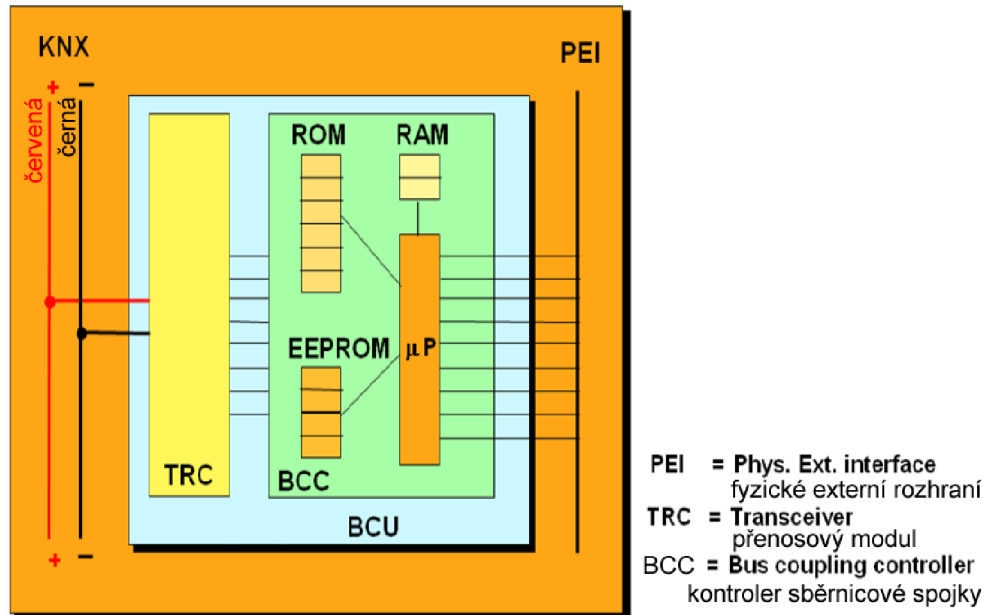 KNX
PEI
+ −
červená
černá
ROM
RAM
EEPROM
μP
TRC
BCC
BCU
+ −
PEI = Phys. Ext. interface
fyzické externí rozhraní
TRC = Transceiver
přenosový modul
BCC = Bus coupling controller
kontroler sběrnicové spojky